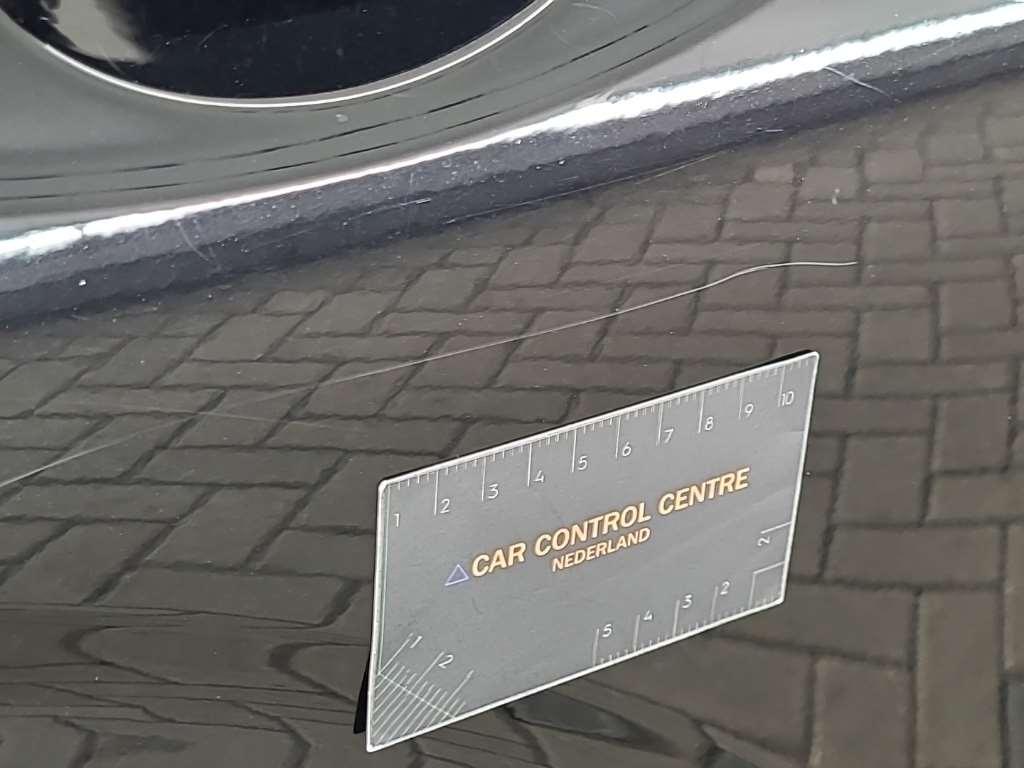 1 2 3 4 5 6 7 8 9 10
CAR CONTROL CENTRE
NEDERLAND
2
5 4 3 2
1 2